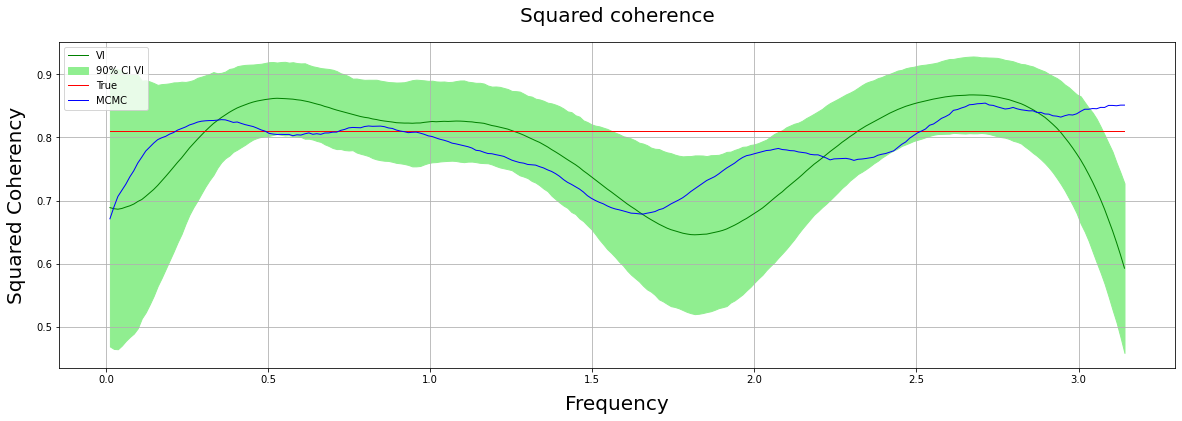 Squared coherence
VI
90% CI VI
True
MCMC
Squared Coherency
0.9
0.8
0.7
0.6
0.5
0.0
0.5
1.0
1.5
2.0
2.5
3.0
Frequency